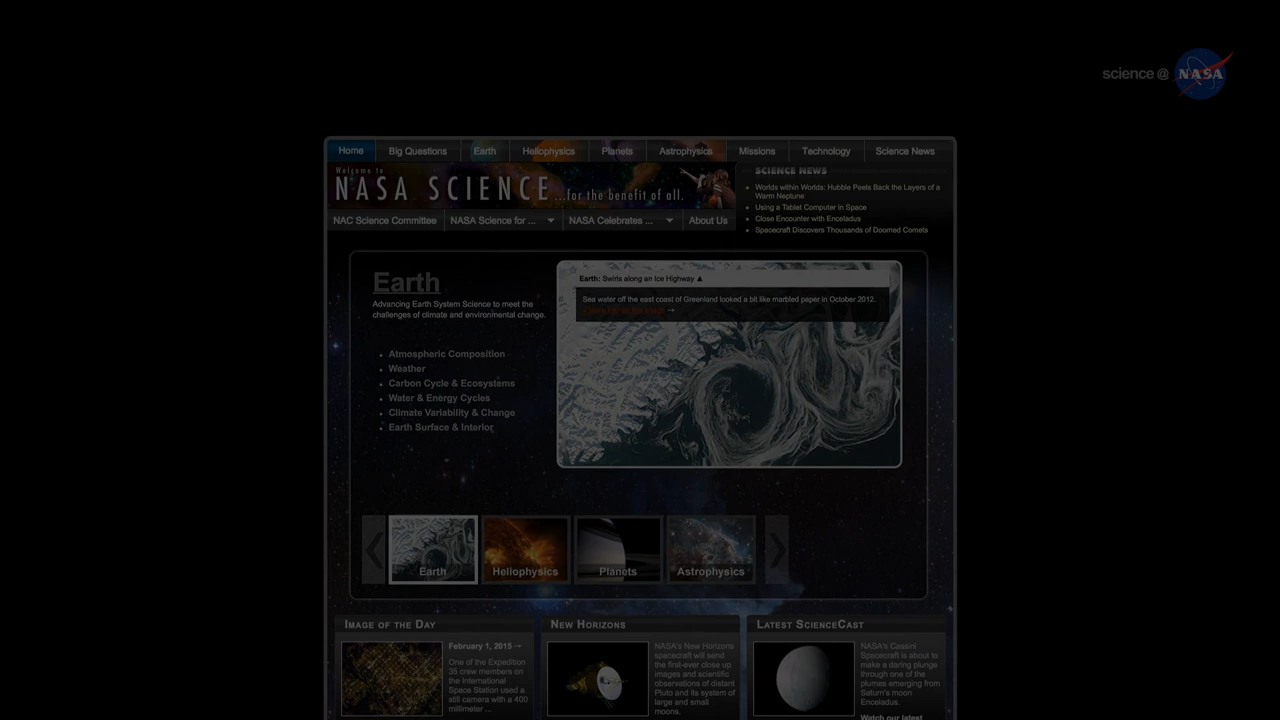 science @ NASA
Home Big Questions Earth Heliophysics Planets Astrophysics Missions Technology Science News
Welcome to
NASA SCIENCE ...for the benefit of all.
SCIENCE NEWS
Worlds within Worlds: Hubble Peels Back the Layers of a
Warm Neptune
Using a Tablet Computer in Space
Close Encounter with Enceladus
Spacecraft Discovers Thousands of Doomed Comets
NAC Science Committee NASA Science for ... NASA Celebrates ... About Us
Earth
Advancing Earth System Science to meet the
challenges of climate and environmental change.
Atmospheric Composition
Weather
Carbon Cycle & Ecosystems
Water & Energy Cycles
Climate Variability & Change
Earth Surface & Interior
Earth: Swirls along an Ice Highway ▲
Sea water off the east coast of Greenland looked a bit like marbled paper in October 2012.
Earth Heliophysics Planets Astrophysics
IMAGE OF THE DAY
February 1, 2015 →
One of the Expedition
35 crew members on
the International
Space Station used a
still camera with a 400
millimeter ...
NEW HORIZONS
NASA's New Horizons
spacecraft will send
the first-ever close up
images and scientific
observations of distant
Pluto and its system of
large and small
moons.
LATEST SCIENCECAST
NASA's Cassini
Spacecraft is about to
make a daring plunge
through one of the
plumes emerging from
Saturn's moon
Enceladus.
Watch our latest